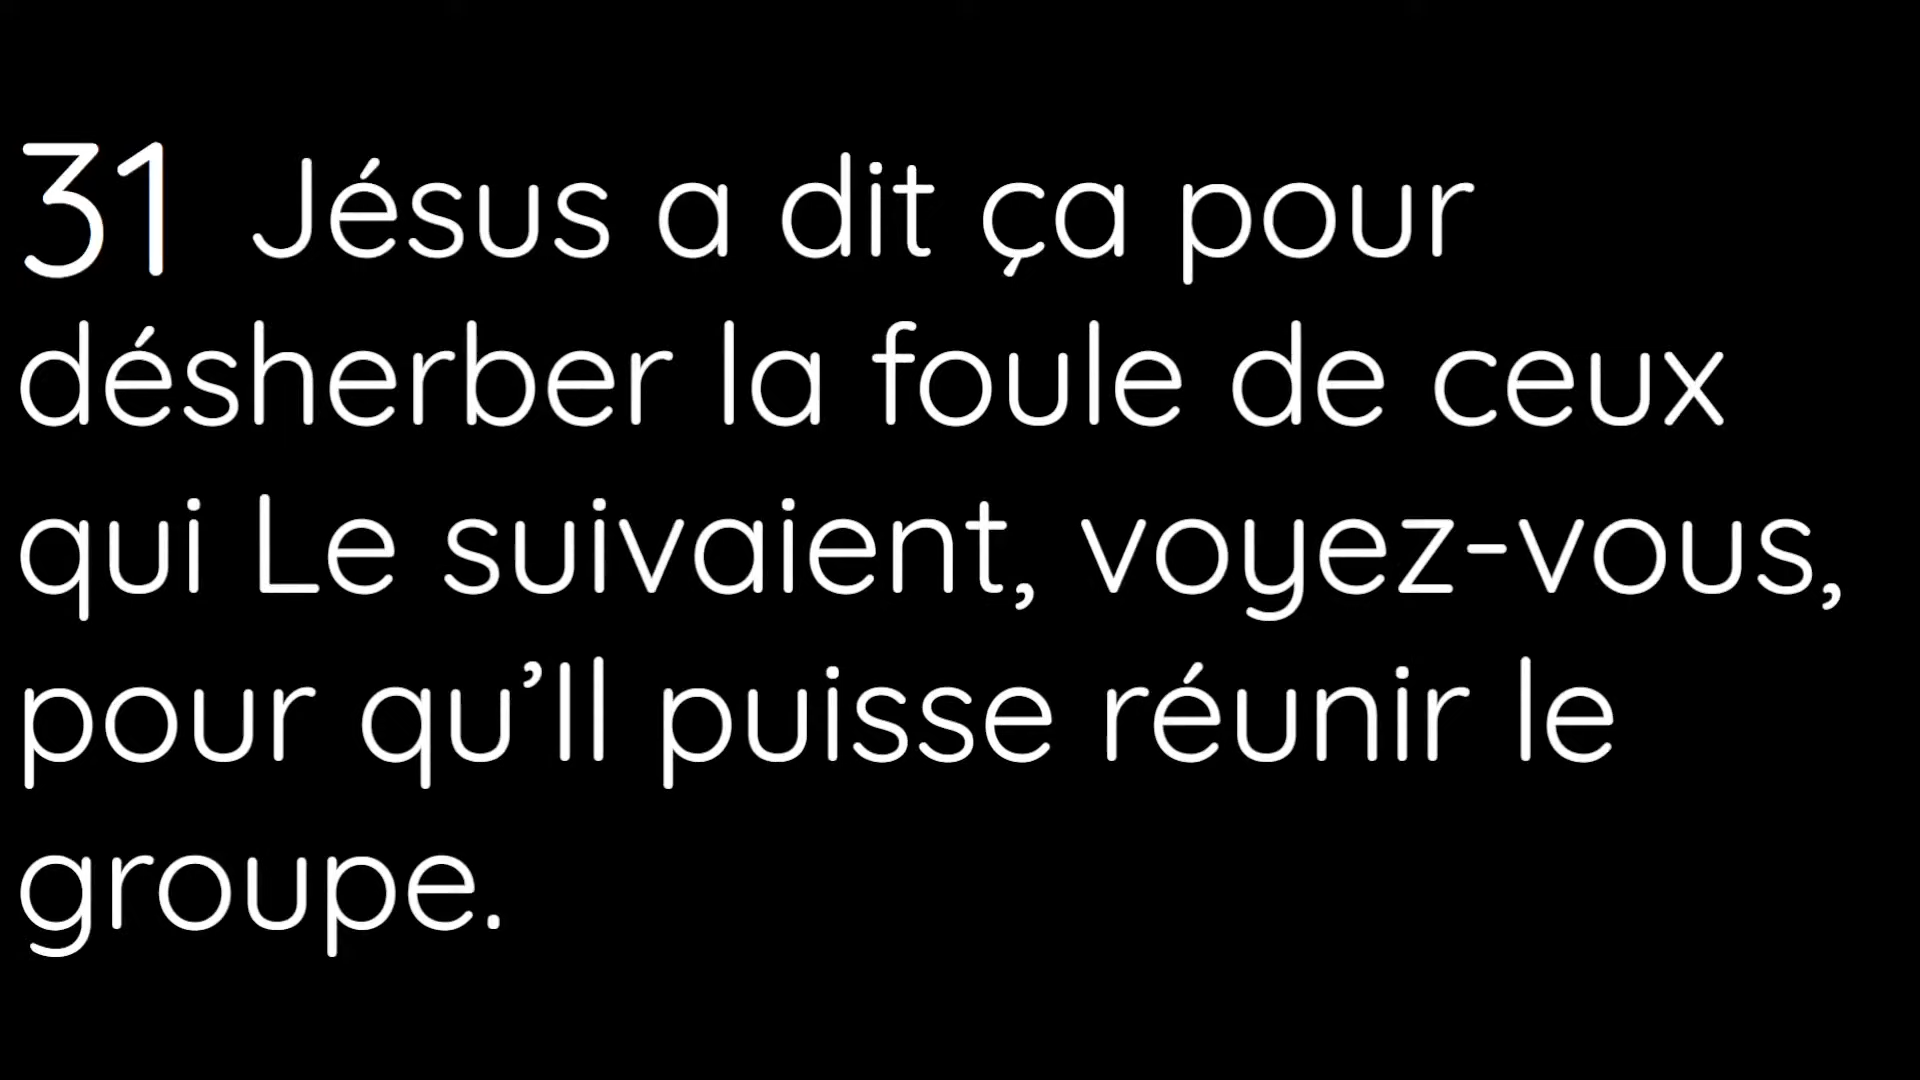 31 Jésus a dit ça pour
désherber la foule de ceux
qui Le suivaient, voyez-vous,
pour qu’Il puisse réunir le
groupe.